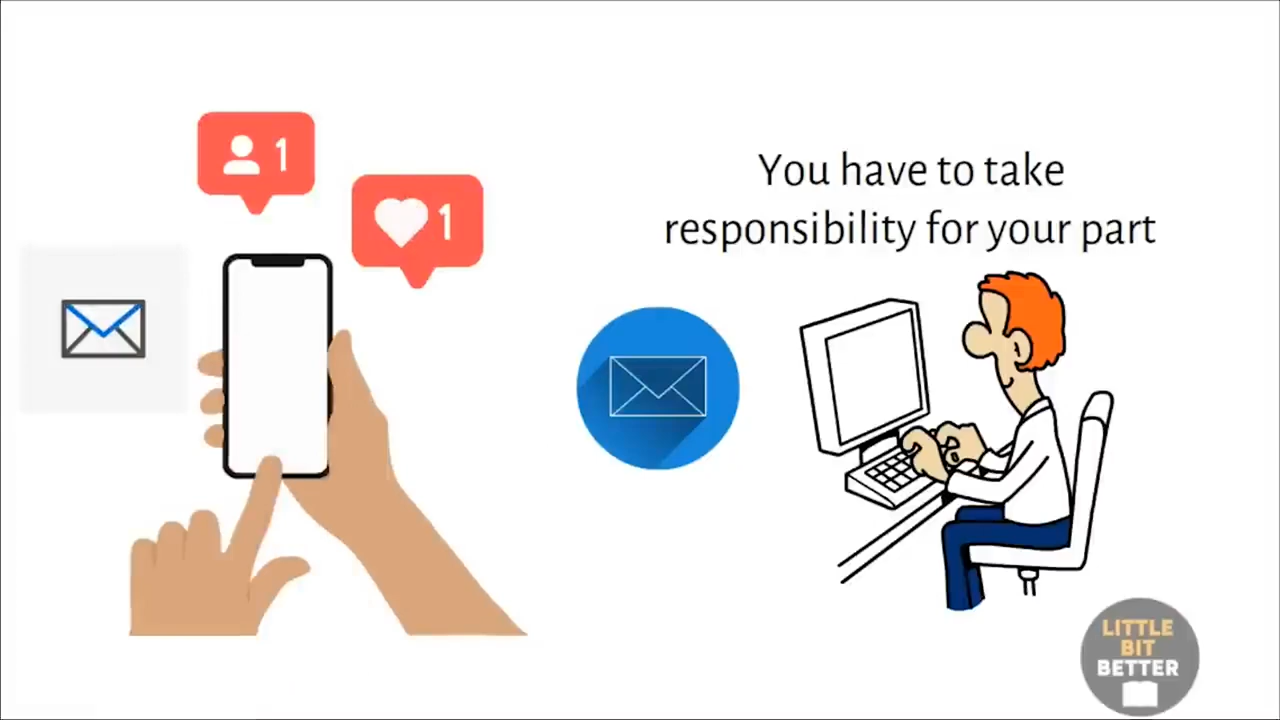 1
1
You have to take
responsibility for your part
LITTLE
BIT
BETTER